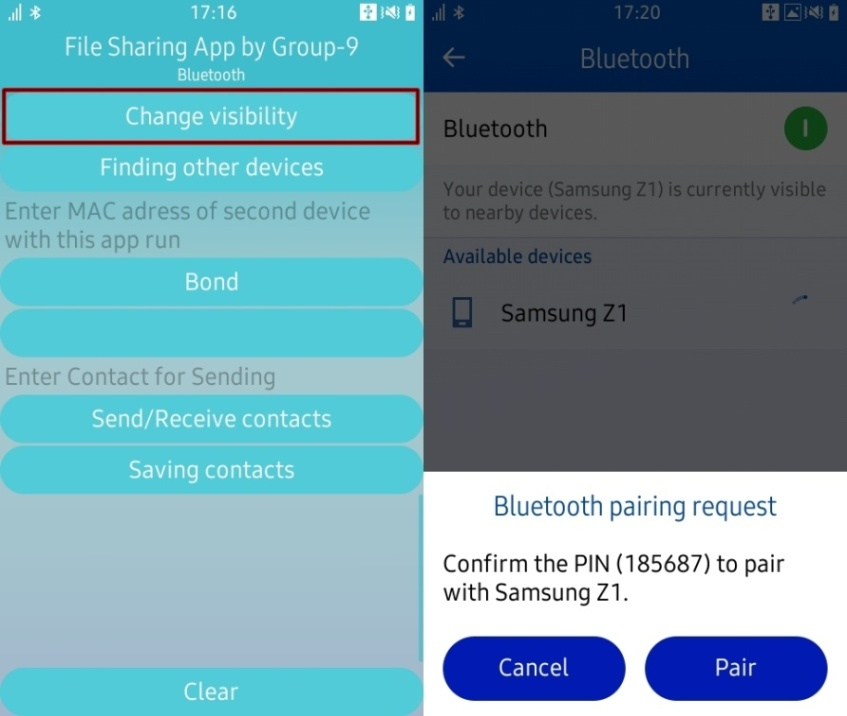 17:16
File Sharing App by Group-9
Bluetooth
Change visibility
Finding other devices
Enter MAC adress of second device
with this app run
Bond
Enter Contact for Sending
Send/Receive contacts
Saving contacts
Clear
17:20
Bluetooth
Bluetooth
Your device (Samsung Z1) is currently visible
to nearby devices.
Available devices
Samsung Z1
Bluetooth pairing request
Confirm the PIN (185687) to pair
with Samsung Z1.
Cancel
Pair